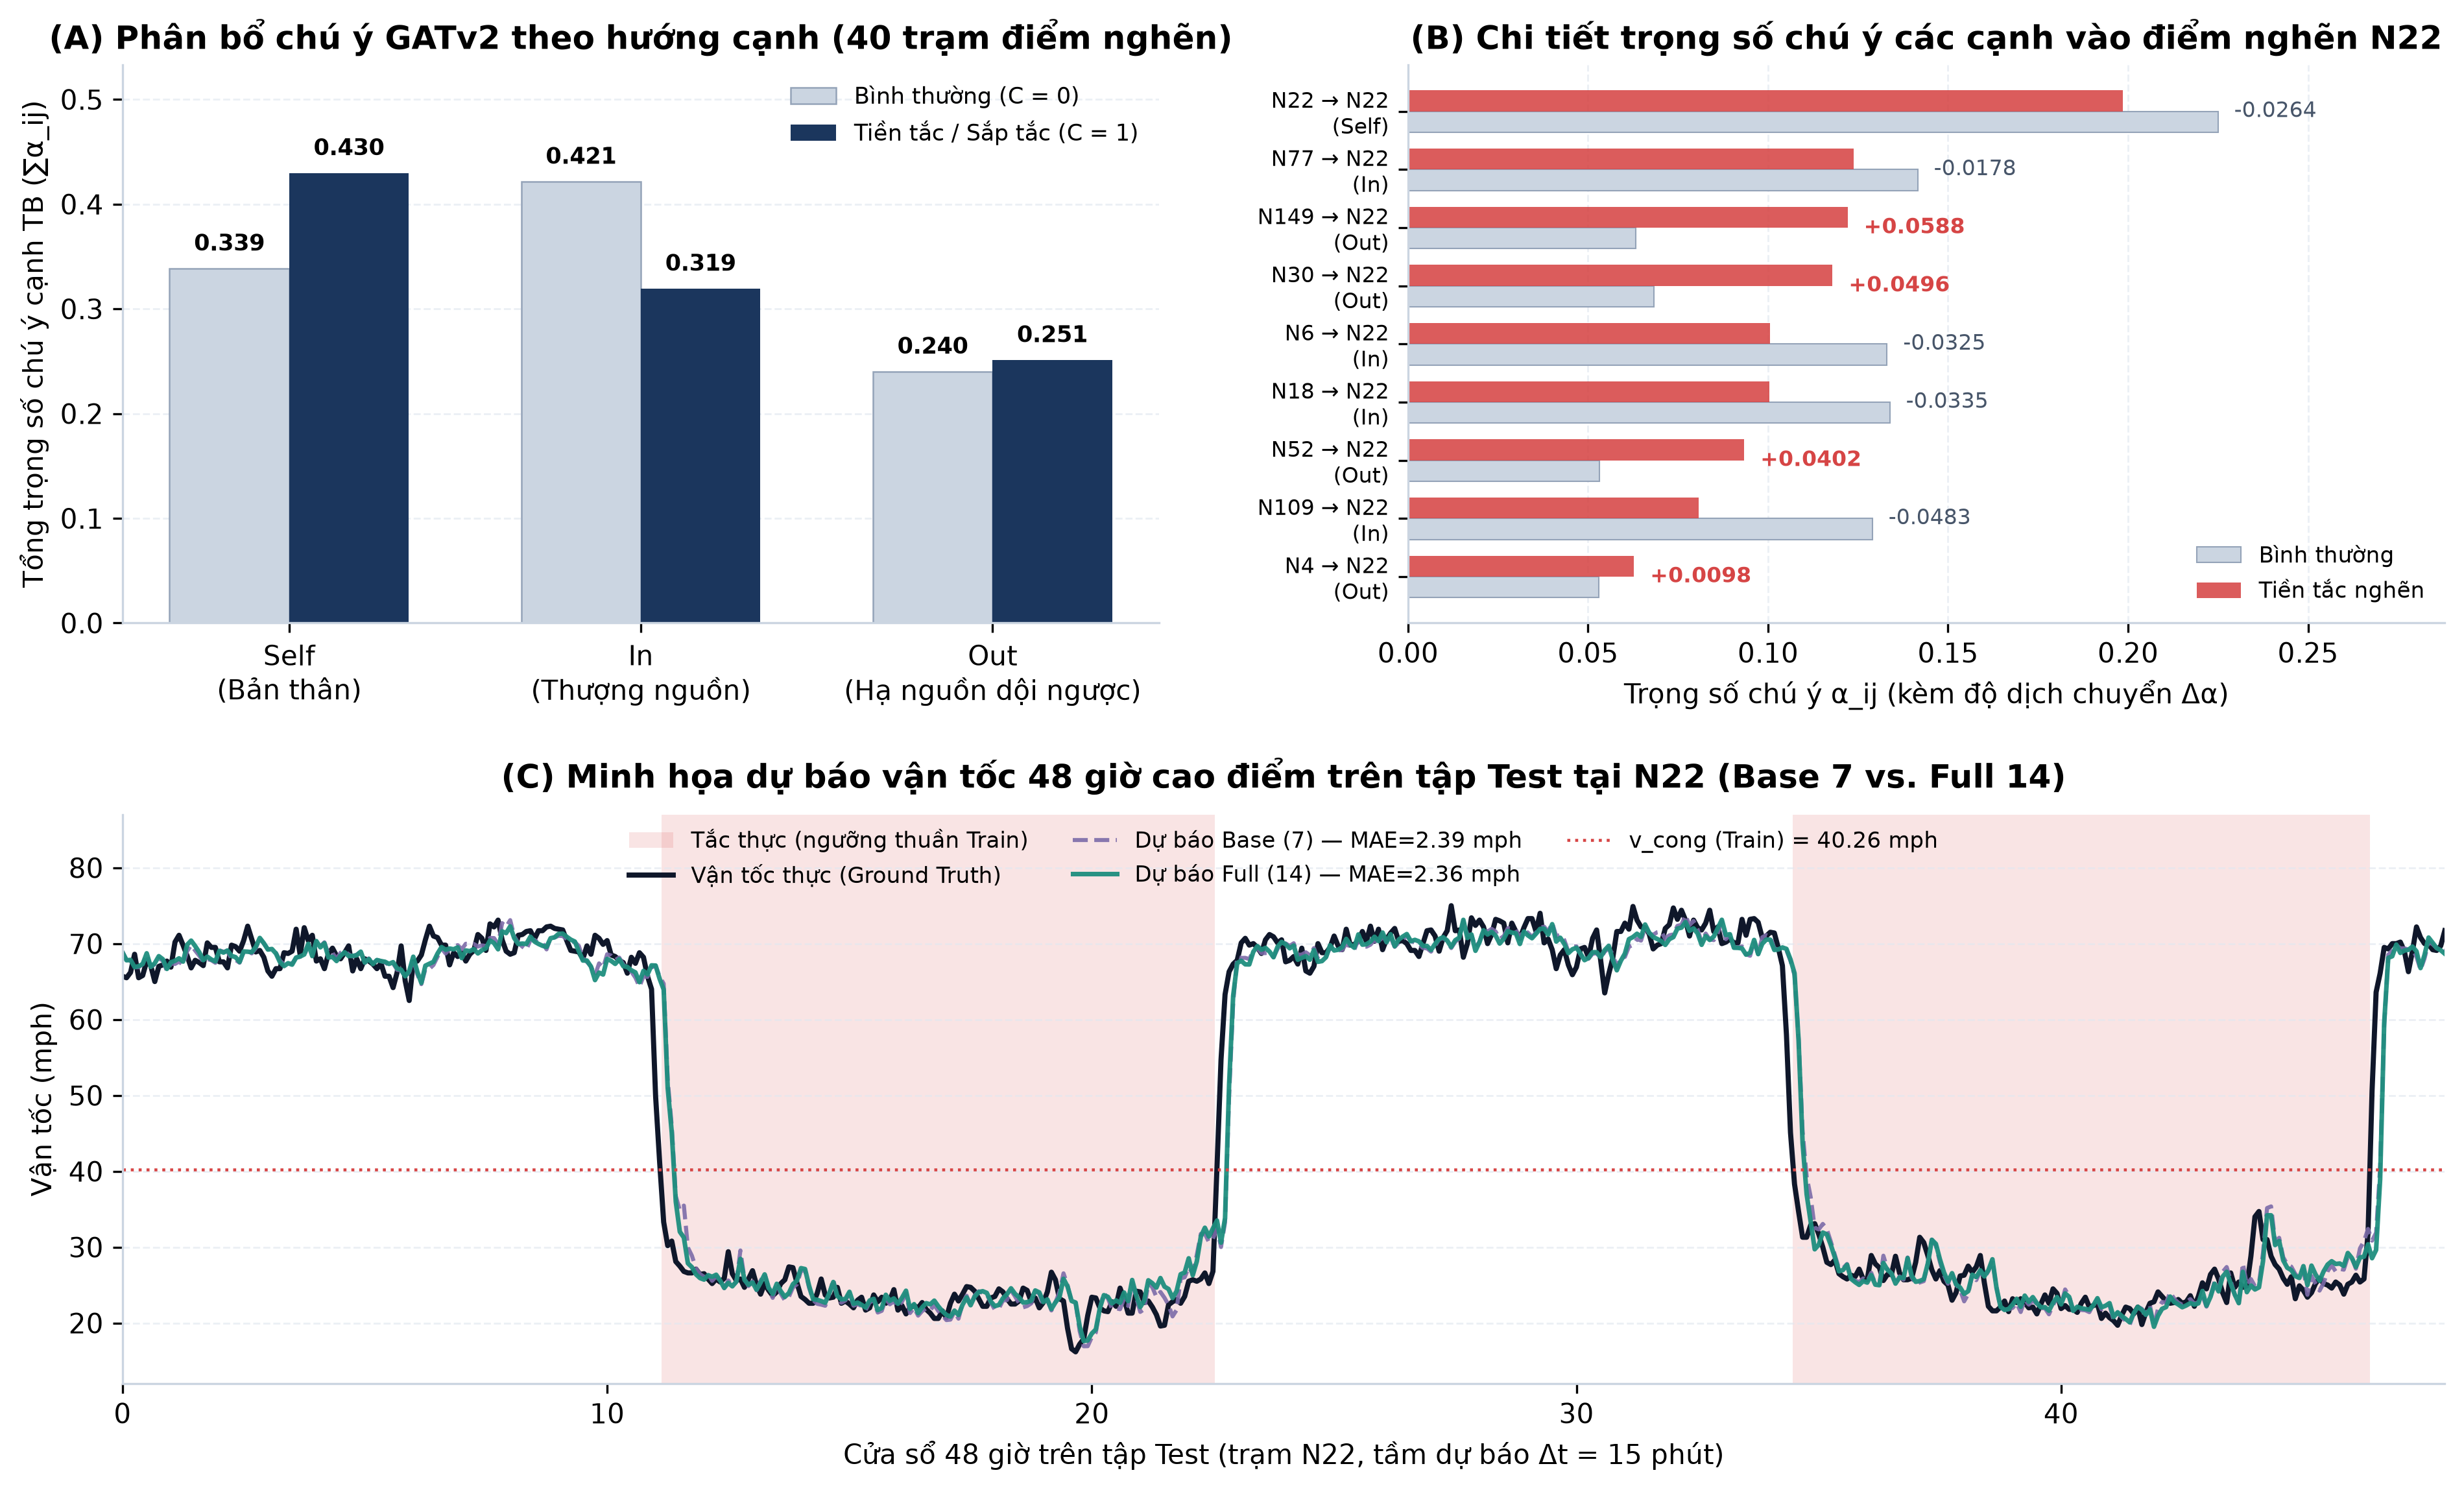 (A) Phân bổ chú ý GATv2 theo hướng cạnh (40 trạm điểm nghẽn)
Tổng trọng số chú ý cạnh TB (∑α_ij)
0.5
0.4
0.3
0.2
0.1
0.0
Bình thường (C = 0)
Tiền tắc / Sắp tắc (C = 1)
0.339
0.430
0.421
0.319
0.240
0.251
Self
(Bản thân)
In
(Thượng nguồn)
Out
(Hạ nguồn dội ngược)
(B) Chi tiết trọng số chú ý các cạnh vào điểm nghẽn N22
N22 → N22
(Self)
-0.0264
N77 → N22
(In)
-0.0178
N149 → N22
(Out)
+0.0588
N30 → N22
(Out)
+0.0496
N6 → N22
(In)
-0.0325
N18 → N22
(In)
-0.0335
N52 → N22
(Out)
+0.0402
N109 → N22
(In)
-0.0483
N4 → N22
(Out)
+0.0098
Bình thường
Tiền tắc nghẽn
0.00 0.05 0.10 0.15 0.20 0.25
Trọng số chú ý α_ij (kèm độ dịch chuyển Δα)
(C) Minh họa dự báo vận tốc 48 giờ cao điểm trên tập Test tại N22 (Base 7 vs. Full 14)
Vận tốc (mph)
80
70
60
50
40
30
20
Tắc thực (ngưỡng thuần Train)
Vận tốc thực (Ground Truth)
Dự báo Base (7) — MAE=2.39 mph
Dự báo Full (14) — MAE=2.36 mph
v_cong (Train) = 40.26 mph
0 10 20 30 40
Cửa sổ 48 giờ trên tập Test (trạm N22, tầm dự báo Δt = 15 phút)